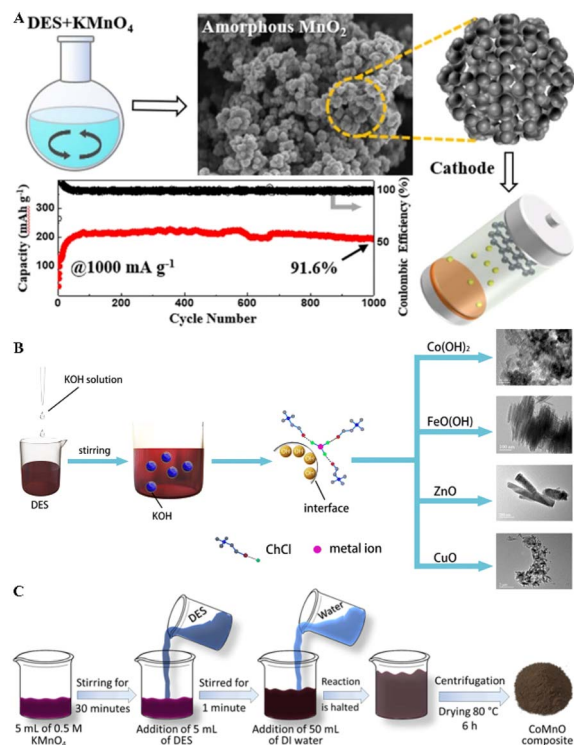 A
DES+KMnO₄
Amorphous MnO₂
Cathode
Capacity (mAh g⁻¹)
300
200
100
@1000 mA g⁻¹
91.6%
100
50
Coulombic Efficiency (%)
0
200
400
600
800
1000
Cycle Number
B
KOH solution
DES
stirring
KOH
interface
ChCl
metal ion
Co(OH)₂
FeO(OH)
ZnO
CuO
C
5 mL of 0.5 M
KMnO₄
Stirring for
30 minutes
DES
Addition of 5 mL
of DES
Stirred for
1 minute
Water
Addition of 50 mL
of DI water
Reaction
is halted
Centrifugation
Drying 80 °C
6 h
CoMnO
composite